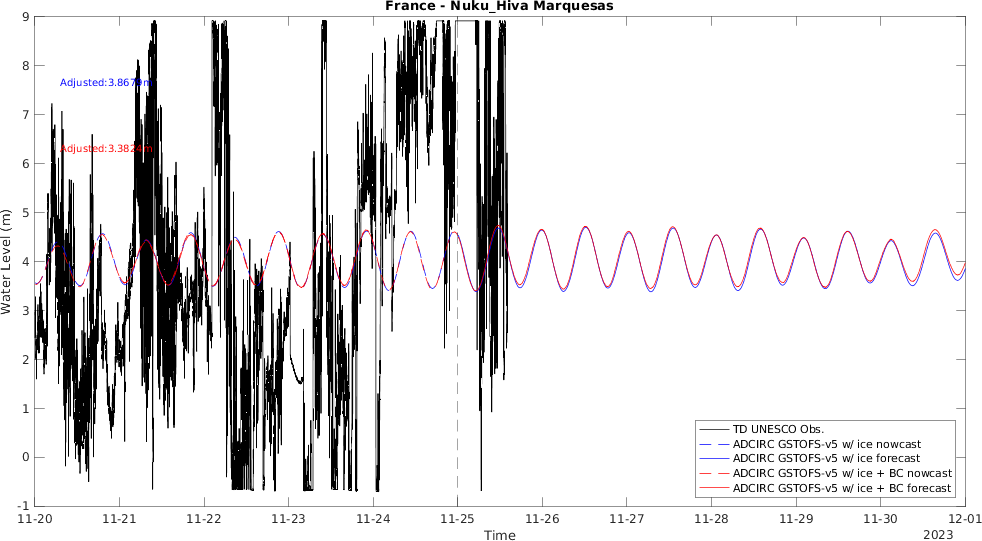 France - Nuku_Hiva Marquesas
9
8
7
6
5
4
3
2
1
0
-1
Water Level (m)
Adjusted:3.8679m
Adjusted:3.3824m
TD UNESCO Obs.
ADCIRC GSTOFS-v5 w/ ice nowcast
ADCIRC GSTOFS-v5 w/ ice forecast
ADCIRC GSTOFS-v5 w/ ice + BC nowcast
ADCIRC GSTOFS-v5 w/ ice + BC forecast
11-20 11-21 11-22 11-23 11-24 11-25 11-26 11-27 11-28 11-29 11-30 12-01
Time
2023